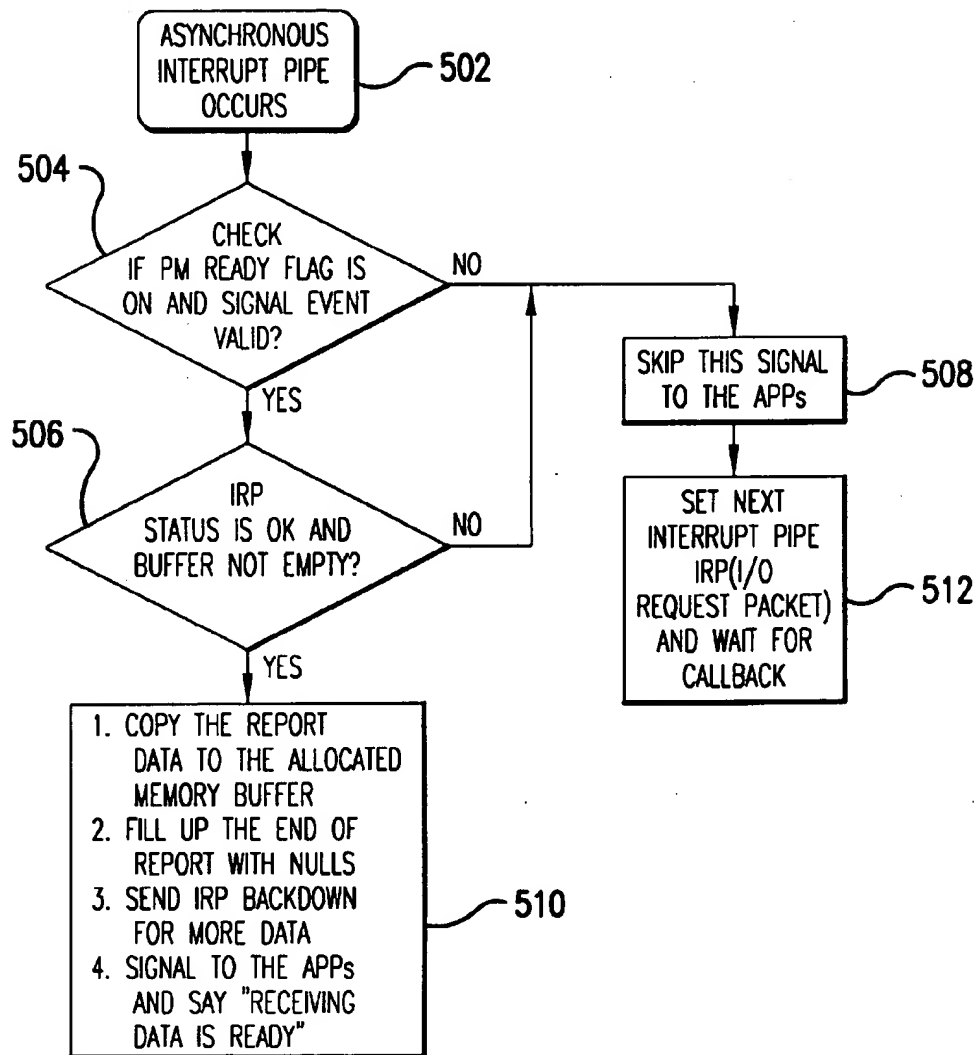 ASYNCHRONOUS
INTERRUPT PIPE
OCCURS
502
504
CHECK
IF PM READY FLAG IS
ON AND SIGNAL EVENT
VALID?
NO
YES
SKIP THIS SIGNAL
TO THE APPs
508
506
IRP
STATUS IS OK AND
BUFFER NOT EMPTY?
NO
YES
SET NEXT
INTERRUPT PIPE
IRP(I/O
REQUEST PACKET)
AND WAIT FOR
CALLBACK
512
1. COPY THE REPORT
DATA TO THE ALLOCATED
MEMORY BUFFER
2. FILL UP THE END OF
REPORT WITH NULLS
3. SEND IRP BACKDOWN
FOR MORE DATA
4. SIGNAL TO THE APPs
AND SAY "RECEIVING
DATA IS READY"
510